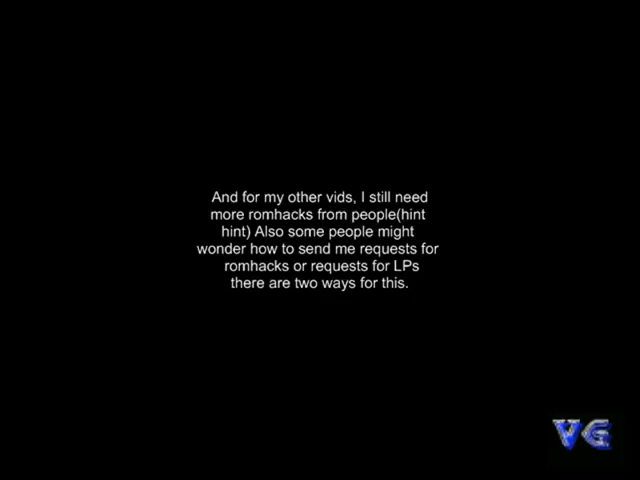 And for my other vids, I still need
more romhacks from people(hint
hint) Also some people might
wonder how to send me requests for
romhacks or requests for LPs
there are two ways for this.
VG